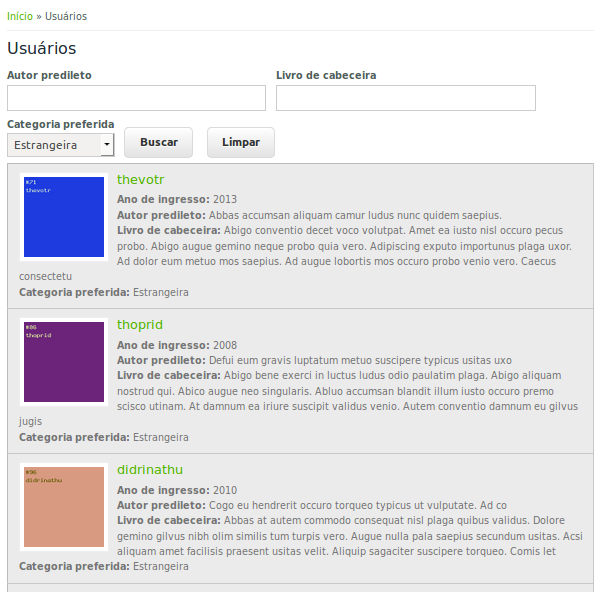 Início » Usuários
Usuários
Autor predileto
Livro de cabeceira
Categoria preferida
Estrangeira
Buscar
Limpar
#71
thevotr
thevotr
Ano de ingresso: 2013
Autor predileto: Abbas accumsan aliquam camur ludus nunc quidem saepius.
Livro de cabeceira: Abigo conventio decet voco volutpat. Amet ea iusto nisl occuro pecus
probo. Abigo augue gemino neque probo quia vero. Adipiscing exputo importunus plaga uxor.
Ad dolor eum metuo mos saepius. Ad augue lobortis mos occuro probo venio vero. Caecus
consectetu
Categoria preferida: Estrangeira
#86
thoprid
thoprid
Ano de ingresso: 2008
Autor predileto: Defui eum gravis luptatum metuo suscipere typicus usitas uxo
Livro de cabeceira: Abigo bene exerci in luctus ludus odio paulatim plaga. Abigo aliquam
nostrud qui. Abico augue neo singularis. Abluo accumsan blandit illum iusto occuro premo
scisco utinam. At damnum ea iriure suscipit validus venio. Autem conventio damnum eu gilvus
jugis
Categoria preferida: Estrangeira
#96
didrinathu
didrinathu
Ano de ingresso: 2010
Autor predileto: Cogo eu hendrerit occuro torqueo typicus ut vulputate. Ad co
Livro de cabeceira: Abbas at autem commodo consequat nisl plaga quibus validus. Dolore
gemino gilvus nibh olim similis tum turpis vero. Augue nulla pala saepius secundum usitas. Acsi
aliquam amet facilisis praesent usitas velit. Aliquip sagaciter suscipere torqueo. Comis let
Categoria preferida: Estrangeira